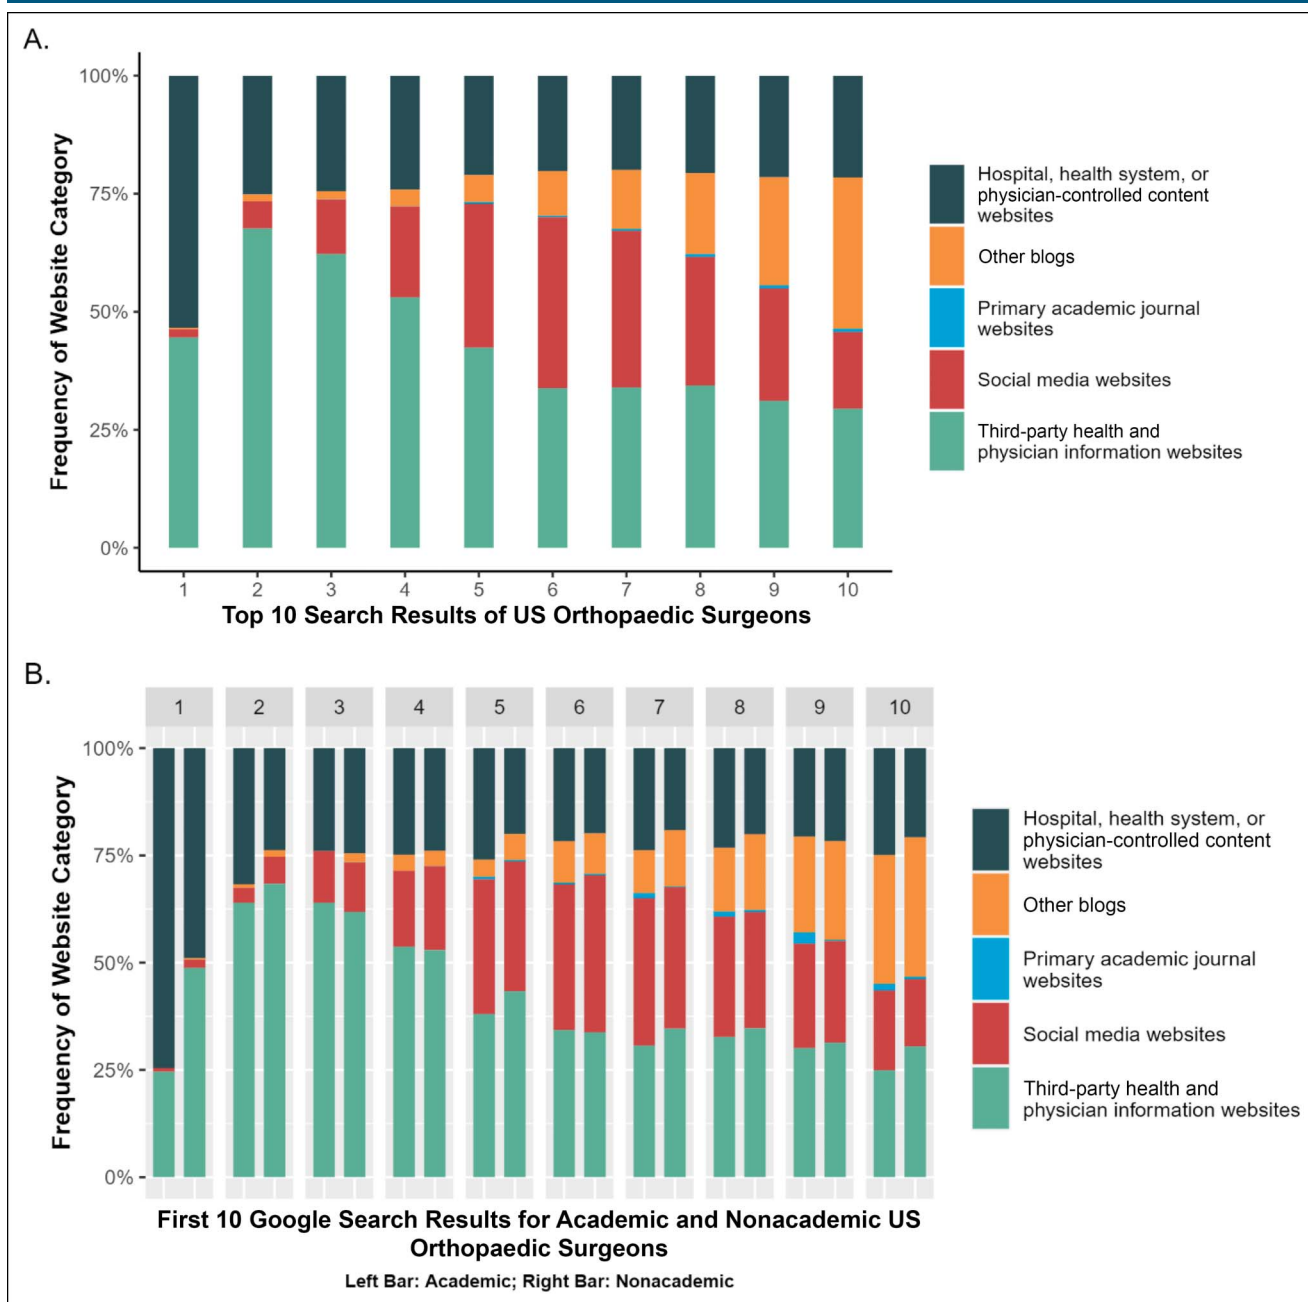 A.
Frequency of Website Category
100%
75%
50%
25%
0%
1 2 3 4 5 6 7 8 9 10
Top 10 Search Results of US Orthopaedic Surgeons
Hospital, health system, or
physician-controlled content
websites
Other blogs
Primary academic journal
websites
Social media websites
Third-party health and
physician information websites
B.
1 2 3 4 5 6 7 8 9 10
Frequency of Website Category
100%
75%
50%
25%
0%
First 10 Google Search Results for Academic and Nonacademic US
Orthopaedic Surgeons
Left Bar: Academic; Right Bar: Nonacademic
Hospital, health system, or
physician-controlled content
websites
Other blogs
Primary academic journal
websites
Social media websites
Third-party health and
physician information websites